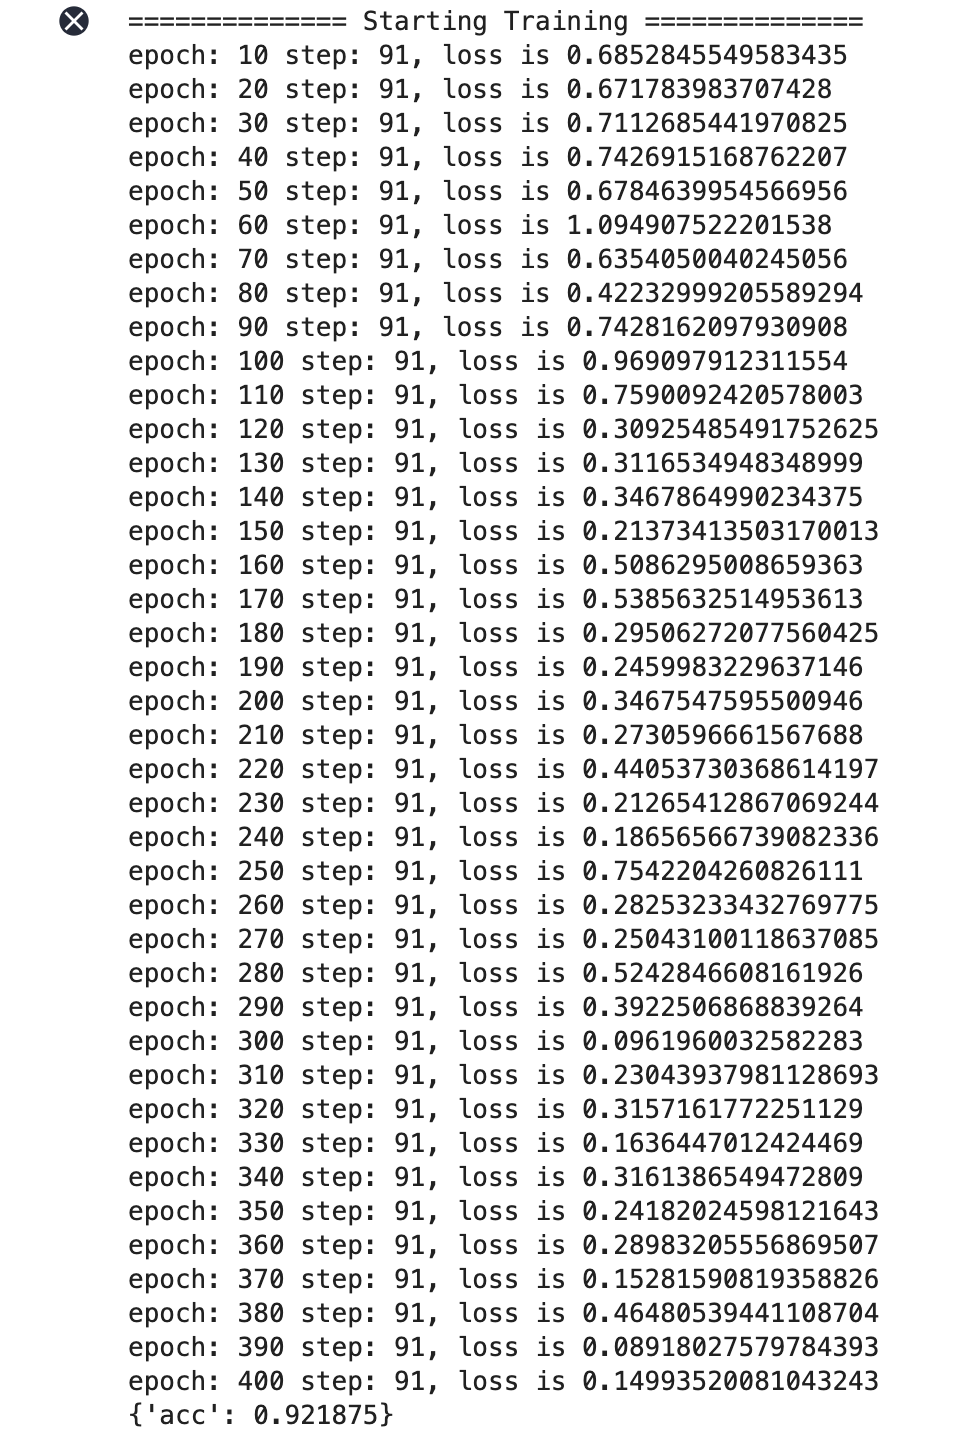 ============== Starting Training ==============
epoch: 10 step: 91, loss is 0.6852845549583435
epoch: 20 step: 91, loss is 0.671783983707428
epoch: 30 step: 91, loss is 0.7112685441970825
epoch: 40 step: 91, loss is 0.7426915168762207
epoch: 50 step: 91, loss is 0.6784639954566956
epoch: 60 step: 91, loss is 1.094907522201538
epoch: 70 step: 91, loss is 0.6354050040245056
epoch: 80 step: 91, loss is 0.42232999205589294
epoch: 90 step: 91, loss is 0.7428162097930908
epoch: 100 step: 91, loss is 0.969097912311554
epoch: 110 step: 91, loss is 0.7590092420578003
epoch: 120 step: 91, loss is 0.30925485491752625
epoch: 130 step: 91, loss is 0.3116534948348999
epoch: 140 step: 91, loss is 0.3467864990234375
epoch: 150 step: 91, loss is 0.21373413503170013
epoch: 160 step: 91, loss is 0.5086295008659363
epoch: 170 step: 91, loss is 0.5385632514953613
epoch: 180 step: 91, loss is 0.29506272077560425
epoch: 190 step: 91, loss is 0.2459983229637146
epoch: 200 step: 91, loss is 0.3467547595500946
epoch: 210 step: 91, loss is 0.2730596661567688
epoch: 220 step: 91, loss is 0.44053730368614197
epoch: 230 step: 91, loss is 0.21265412867069244
epoch: 240 step: 91, loss is 0.18656566739082336
epoch: 250 step: 91, loss is 0.7542204260826111
epoch: 260 step: 91, loss is 0.28253233432769775
epoch: 270 step: 91, loss is 0.25043100118637085
epoch: 280 step: 91, loss is 0.5242846608161926
epoch: 290 step: 91, loss is 0.3922506868839264
epoch: 300 step: 91, loss is 0.0961960032582283
epoch: 310 step: 91, loss is 0.23043937981128693
epoch: 320 step: 91, loss is 0.3157161772251129
epoch: 330 step: 91, loss is 0.1636447012424469
epoch: 340 step: 91, loss is 0.3161386549472809
epoch: 350 step: 91, loss is 0.24182024598121643
epoch: 360 step: 91, loss is 0.28983205556869507
epoch: 370 step: 91, loss is 0.15281590819358826
epoch: 380 step: 91, loss is 0.46480539441108704
epoch: 390 step: 91, loss is 0.08918027579784393
epoch: 400 step: 91, loss is 0.14993520081043243
{'acc': 0.921875}